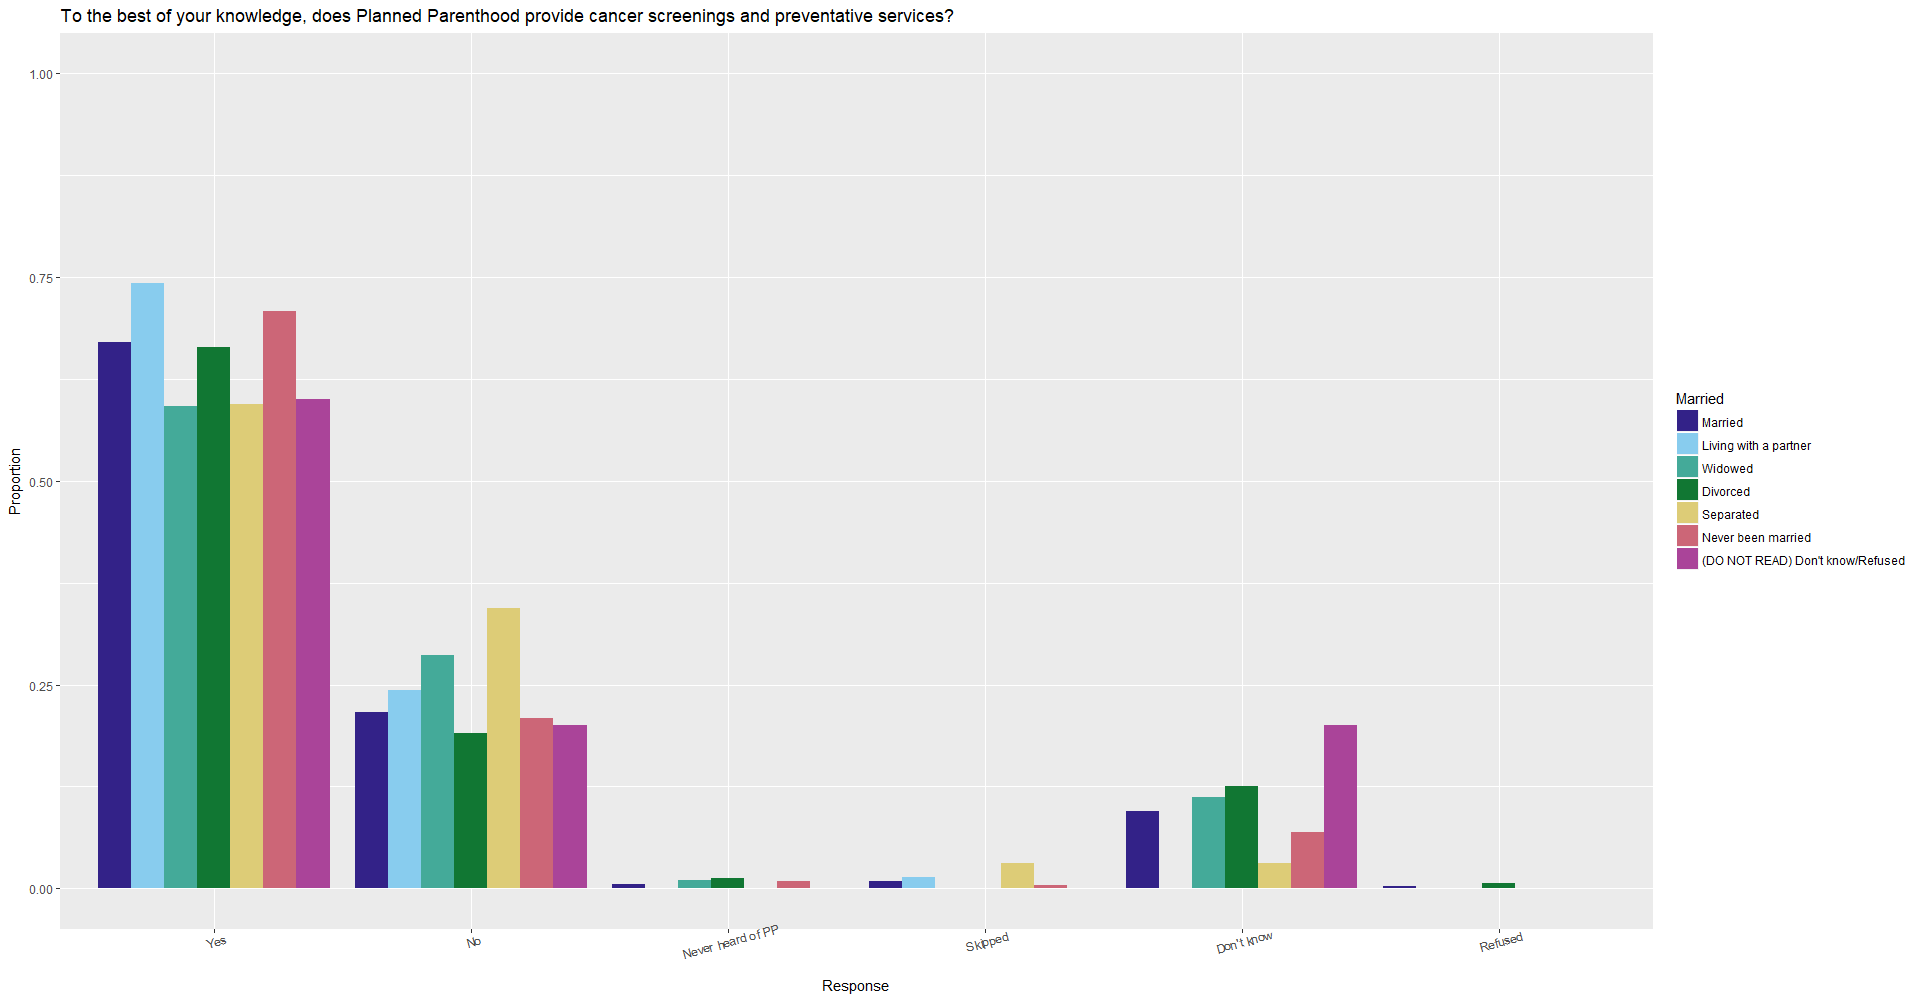 To the best of your knowledge, does Planned Parenthood provide cancer screenings and preventative services?
1.00
0.75
0.50
0.25
0.00
Proportion
Yes
No
Never heard of PP
Skipped
Don't know
Refused
Response
Married
Married
Living with a partner
Widowed
Divorced
Separated
Never been married
(DO NOT READ) Don't know/Refused